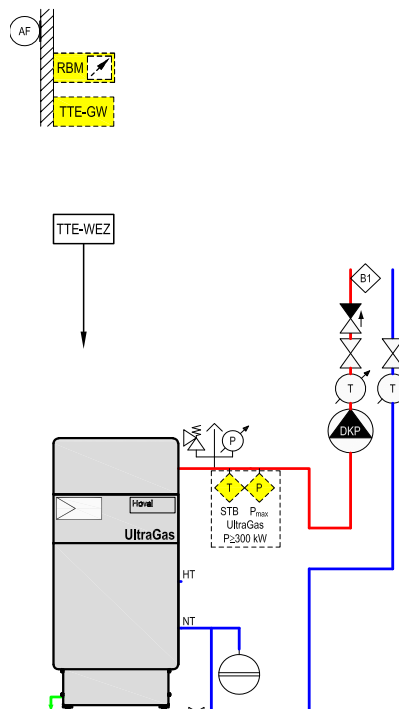 AF
RBM
TTE-GW
TTE-WEZ
B1
T
T
P
DKP
T
P
Hoval
STB
Pmax
UltraGas
UltraGas
P≥300 kW
HT
NT